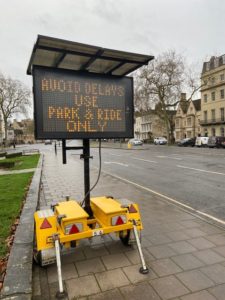 AVOID DELAYS
USE
PARK & RIDE
ONLY